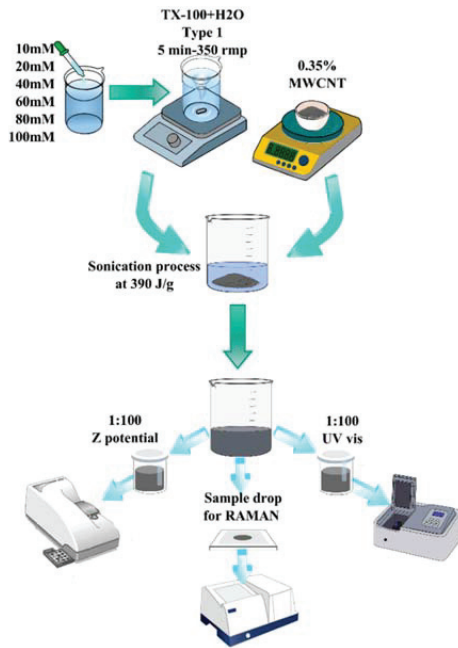 TX-100+H2O
Type 1
5 min-350 rmp
10mM
20mM
40mM
60mM
80mM
100mM
0.35%
MWCNT
Sonication process
at 390 J/g
1:100
Z potential
1:100
UV vis
Sample drop
for RAMAN